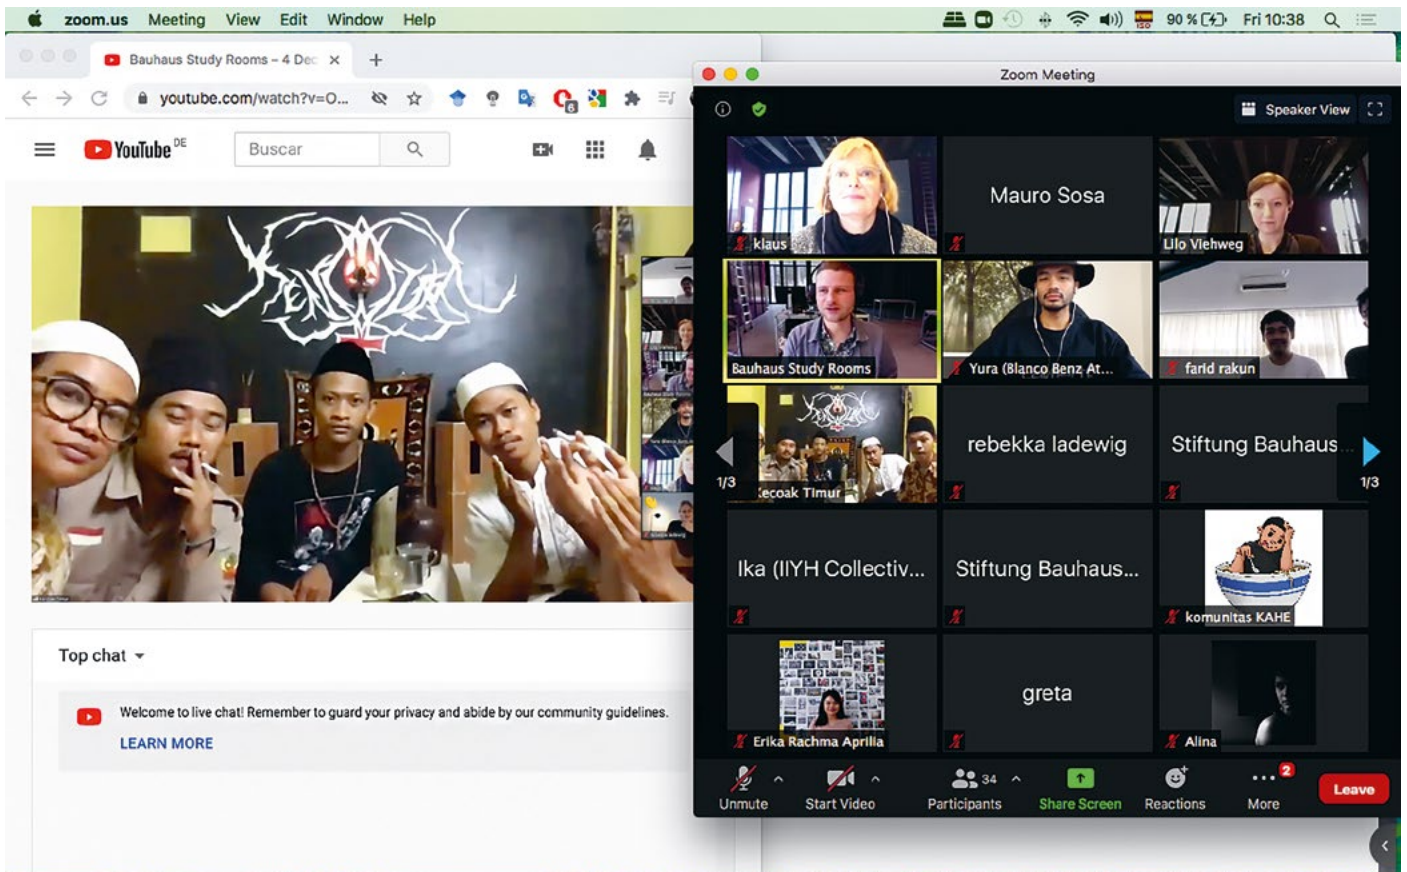 zoom.us Meeting View Edit Window Help
ISO 90 % Fri 10:38
Bauhaus Study Rooms – 4 Dec
youtube.com/watch?v=O...
6
YouTube DE
Buscar
Top chat
Welcome to live chat! Remember to guard your privacy and abide by our community guidelines.
LEARN MORE
Zoom Meeting
Speaker View
klaus
Mauro Sosa
Lilo Viehweg
Bauhaus Study Rooms
Yura (Blanco Benz At...
farid rakun
1/3
Kecoak Timur
rebekka ladewig
Stiftung Bauhaus...
1/3
Ika (IIYH Collectiv...
Stiftung Bauhaus...
komunitas KAHE
Erika Rachma Aprilia
greta
Alina
34
2
Unmute
Start Video
Participants
Share Screen
Reactions
More
Leave